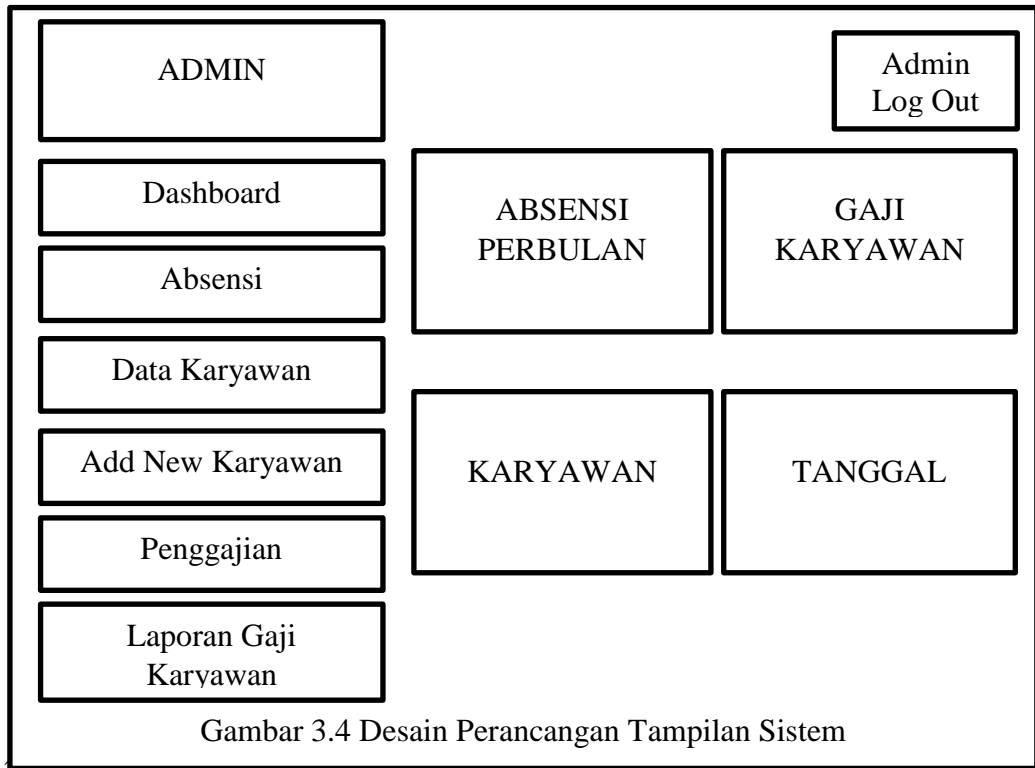 ADMIN
Admin
Log Out
Dashboard
Absensi
Data Karyawan
Add New Karyawan
Penggajian
Laporan Gaji
Karyawan
ABSENSI
PERBULAN
GAJI
KARYAWAN
KARYAWAN
TANGGAL
Gambar 3.4 Desain Perancangan Tampilan Sistem